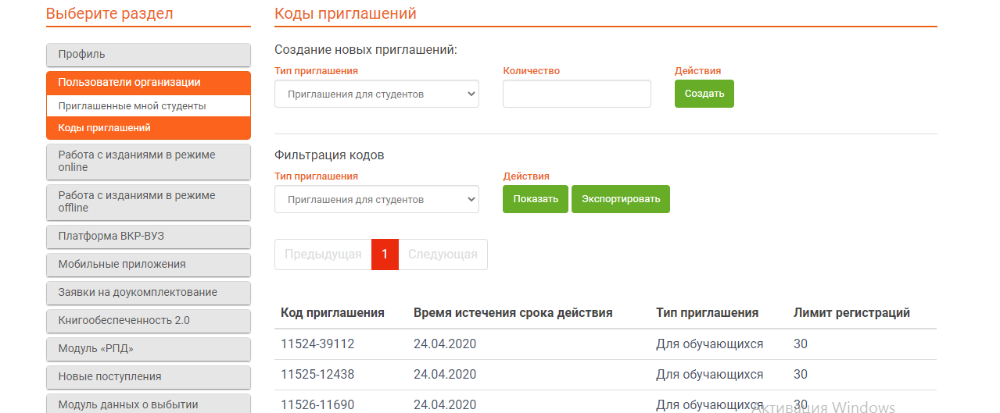 Выберите раздел
Профиль
Пользователи организации
Приглашенные мной студенты
Коды приглашений
Работа с изданиями в режиме
online
Работа с изданиями в режиме
offline
Платформа ВКР-ВУЗ
Мобильные приложения
Заявки на доукомплектование
Книгообеспеченность 2.0
Модуль «РПД»
Новые поступления
Модуль данных о выбытии
Коды приглашений
Создание новых приглашений:
Тип приглашения Количество Действия
Приглашения для студентов Создать
Фильтрация кодов
Тип приглашения Действия
Приглашения для студентов Показать Экспортировать
Предыдущая 1 Следующая
Код приглашения Время истечения срока действия Тип приглашения Лимит регистраций
11524-39112 24.04.2020 Для обучающихся 30
11525-12438 24.04.2020 Для обучающихся 30
11526-11690 24.04.2020 Для обучающихся 30
Активация Windows